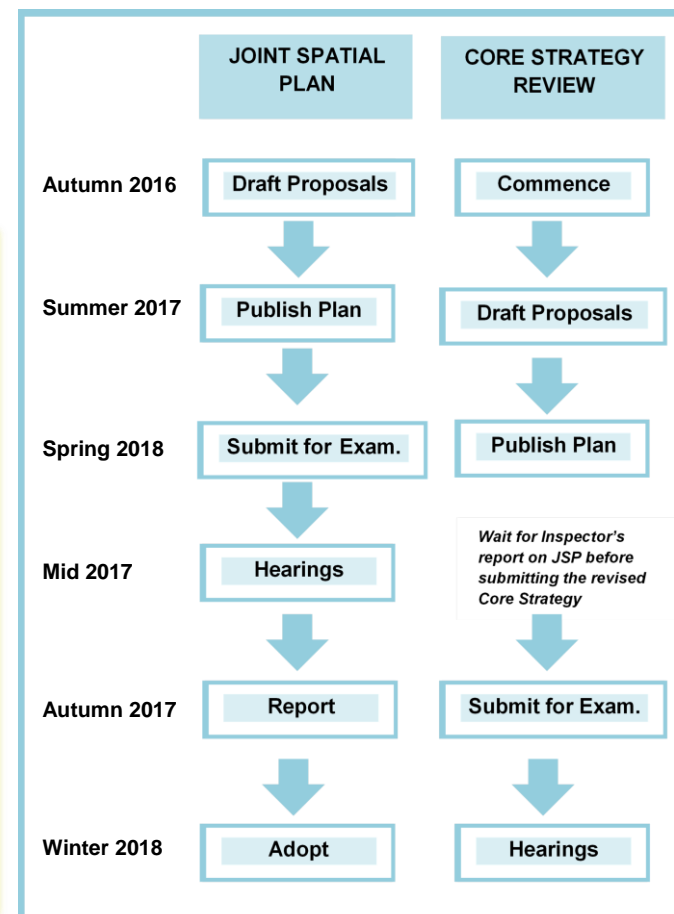 JOINT SPATIAL
PLAN
CORE STRATEGY
REVIEW
Autumn 2016
Draft Proposals
Commence
Summer 2017
Publish Plan
Draft Proposals
Spring 2018
Submit for Exam.
Publish Plan
Mid 2017
Hearings
Wait for Inspector's
report on JSP before
submitting the revised
Core Strategy
Autumn 2017
Report
Submit for Exam.
Winter 2018
Adopt
Hearings